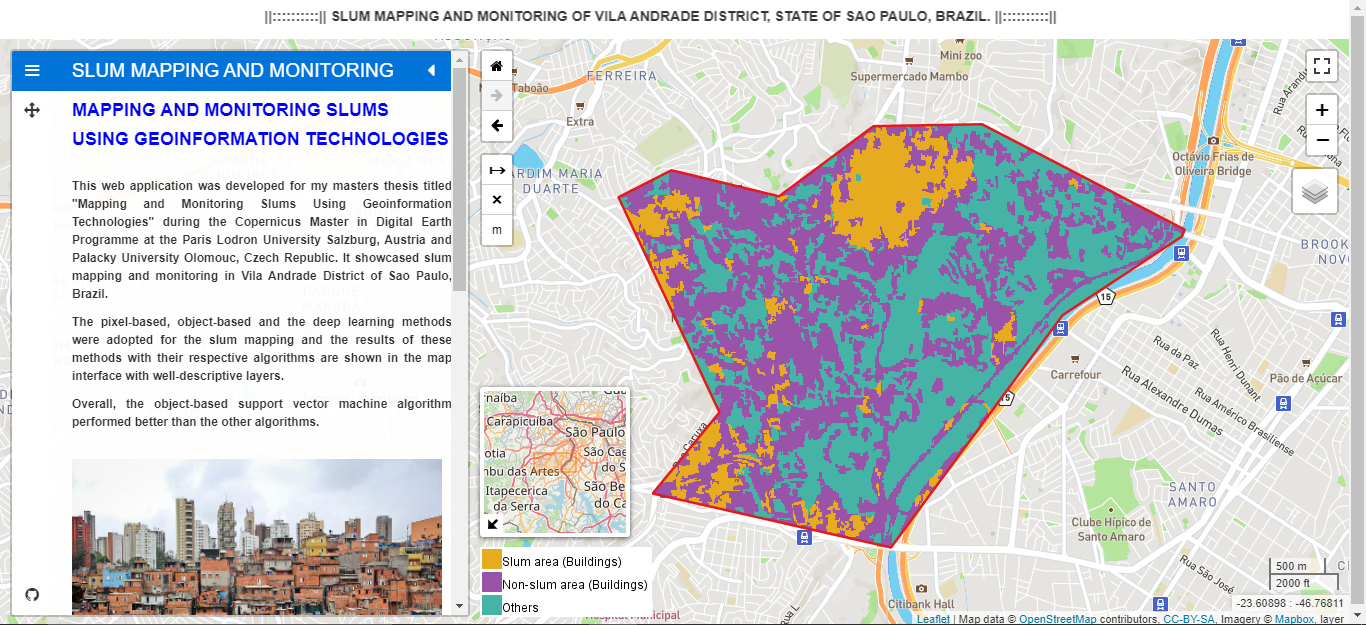 ||::::::::::|| SLUM MAPPING AND MONITORING OF VILA ANDRADE DISTRICT, STATE OF SAO PAULO, BRAZIL. ||::::::::::||
SLUM MAPPING AND MONITORING
MAPPING AND MONITORING SLUMS
USING GEOINFORMATION TECHNOLOGIES
This web application was developed for my masters thesis titled
"Mapping and Monitoring Slums Using Geoinformation
Technologies" during the Copernicus Master in Digital Earth
Programme at the Paris Lodron University Salzburg, Austria and
Palacky University Olomouc, Czech Republic. It showcased slum
mapping and monitoring in Vila Andrade District of Sao Paulo,
Brazil.
The pixel-based, object-based and the deep learning methods
were adopted for the slum mapping and the results of these
methods with their respective algorithms are shown in the map
interface with well-descriptive layers.
Overall, the object-based support vector machine algorithm
performed better than the other algorithms.
m
Taboão
FERREIRA
Extra
JARDIM MARIA
DUARTE
Mini zoo
Supermercado Mambo
Octavio Frias de
Oliveira Bridge
+
−
BROOK
NOV
15
Carrefour
Rua da Paz
Rua Henri Dunant
Rua Alexandre Dumas
Rua Américo Brasiliense
Pão de Açúcar
SANTO
AMARO
Clube Hípico de
Santo Amaro
Rua São José
Citibank Hall
Rua L
Hospital Municipal
Carapicuíba
São Paulo
otia
São Cae
do S
mbu das Artes
São Be
do Ca
Itapecerica
da Serra
Slum area (Buildings)
Non-slum area (Buildings)
Others
500 m
2000 ft
-23.60898 : -46.76811
Leaflet | Map data © OpenStreetMap contributors, CC-BY-SA, Imagery © Mapbox, layer